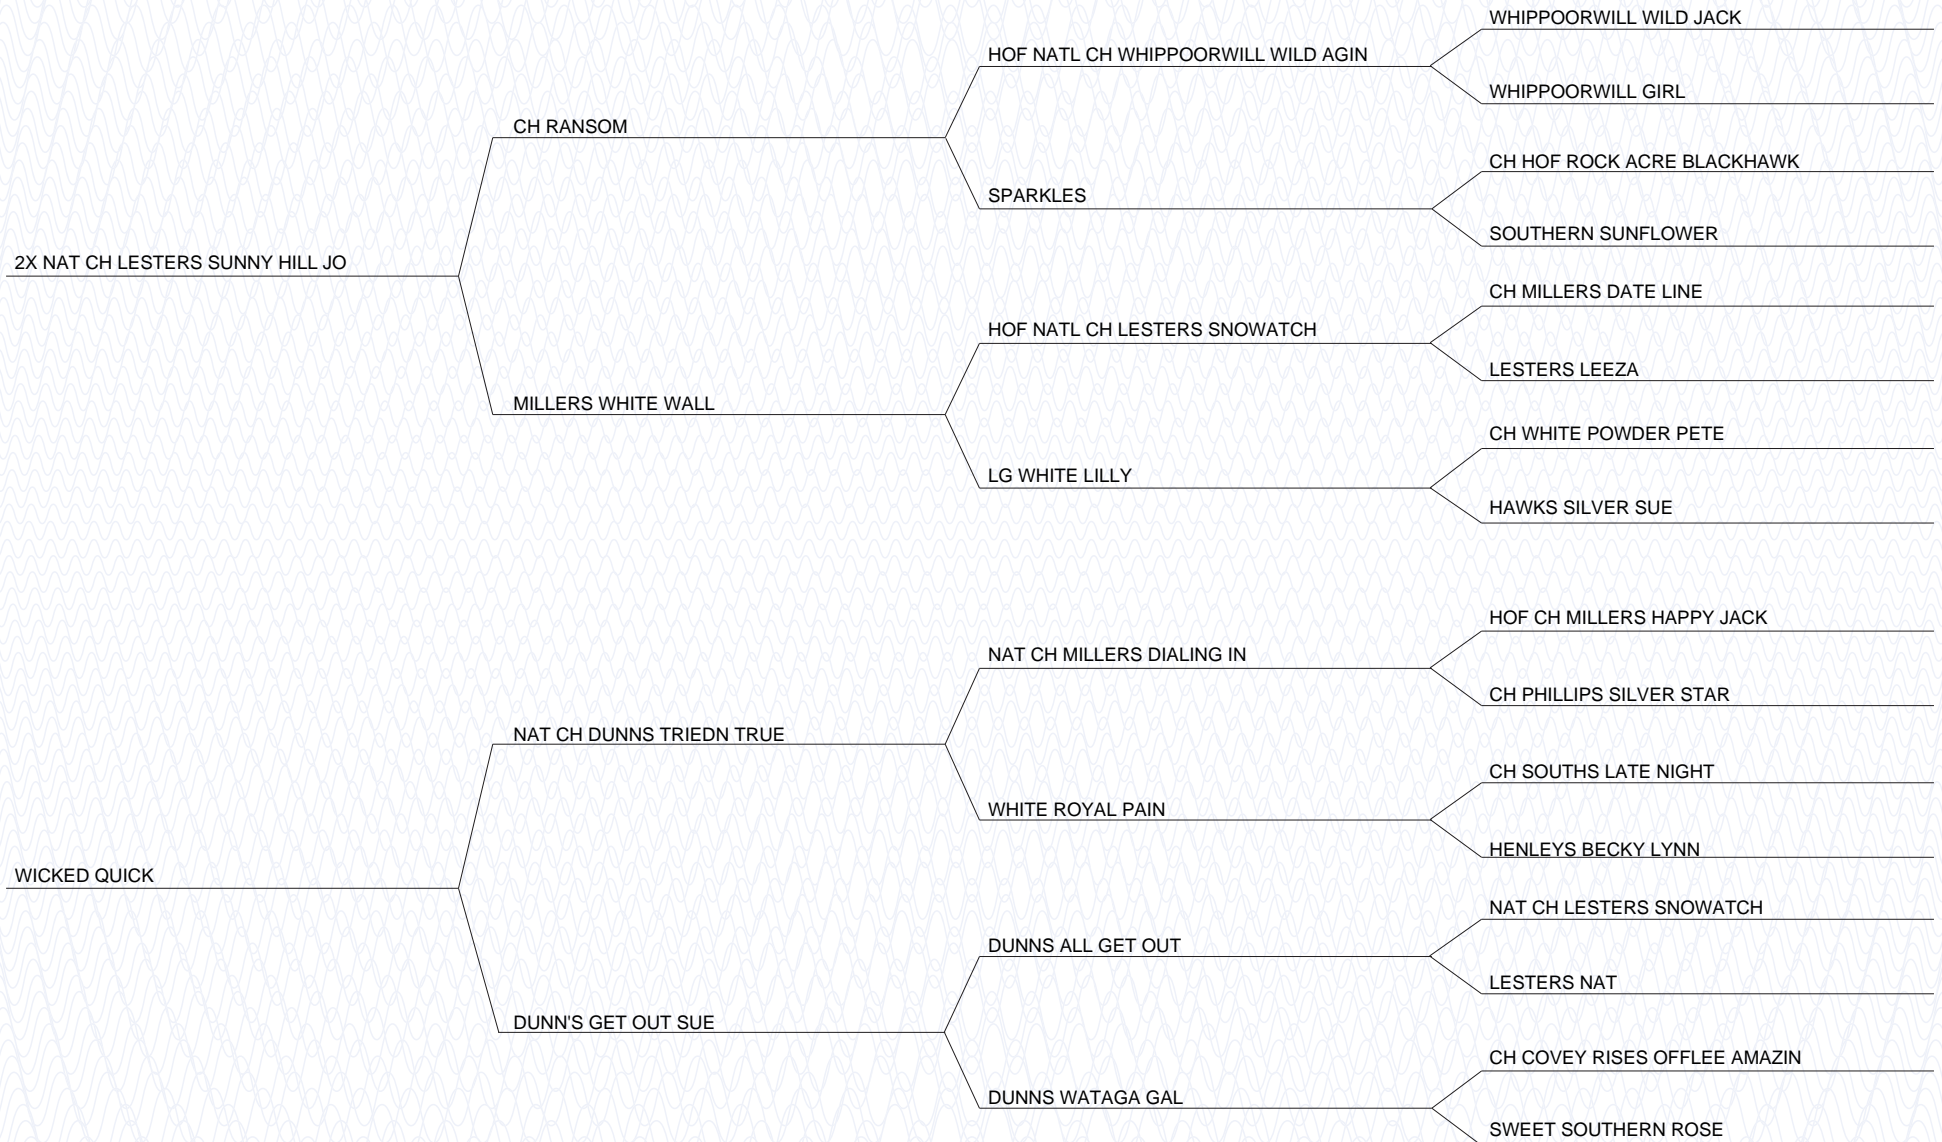 WHIPPOORWILL WILD JACK
HOF NATL CH WHIPPOORWILL WILD AGIN
WHIPPOORWILL GIRL
CH RANSOM
CH HOF ROCK ACRE BLACKHAWK
SPARKLES
SOUTHERN SUNFLOWER
2X NAT CH LESTERS SUNNY HILL JO
CH MILLERS DATE LINE
HOF NATL CH LESTERS SNOWATCH
LESTERS LEEZA
MILLERS WHITE WALL
CH WHITE POWDER PETE
LG WHITE LILLY
HAWKS SILVER SUE
HOF CH MILLERS HAPPY JACK
NAT CH MILLERS DIALING IN
CH PHILLIPS SILVER STAR
NAT CH DUNNS TRIEDN TRUE
CH SOUTHS LATE NIGHT
WHITE ROYAL PAIN
HENLEYS BECKY LYNN
WICKED QUICK
NAT CH LESTERS SNOWATCH
DUNNS ALL GET OUT
LESTERS NAT
DUNN'S GET OUT SUE
CH COVEY RISES OFFLEE AMAZIN
DUNNS WATAGA GAL
SWEET SOUTHERN ROSE